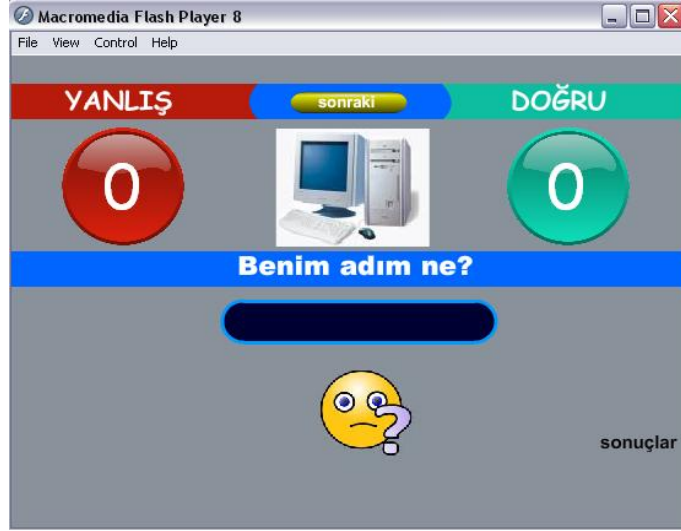 Macromedia Flash Player 8
File View Control Help
YANLIŞ sonraki DOĞRU
0 0
Benim adım ne?
?
sonuçlar